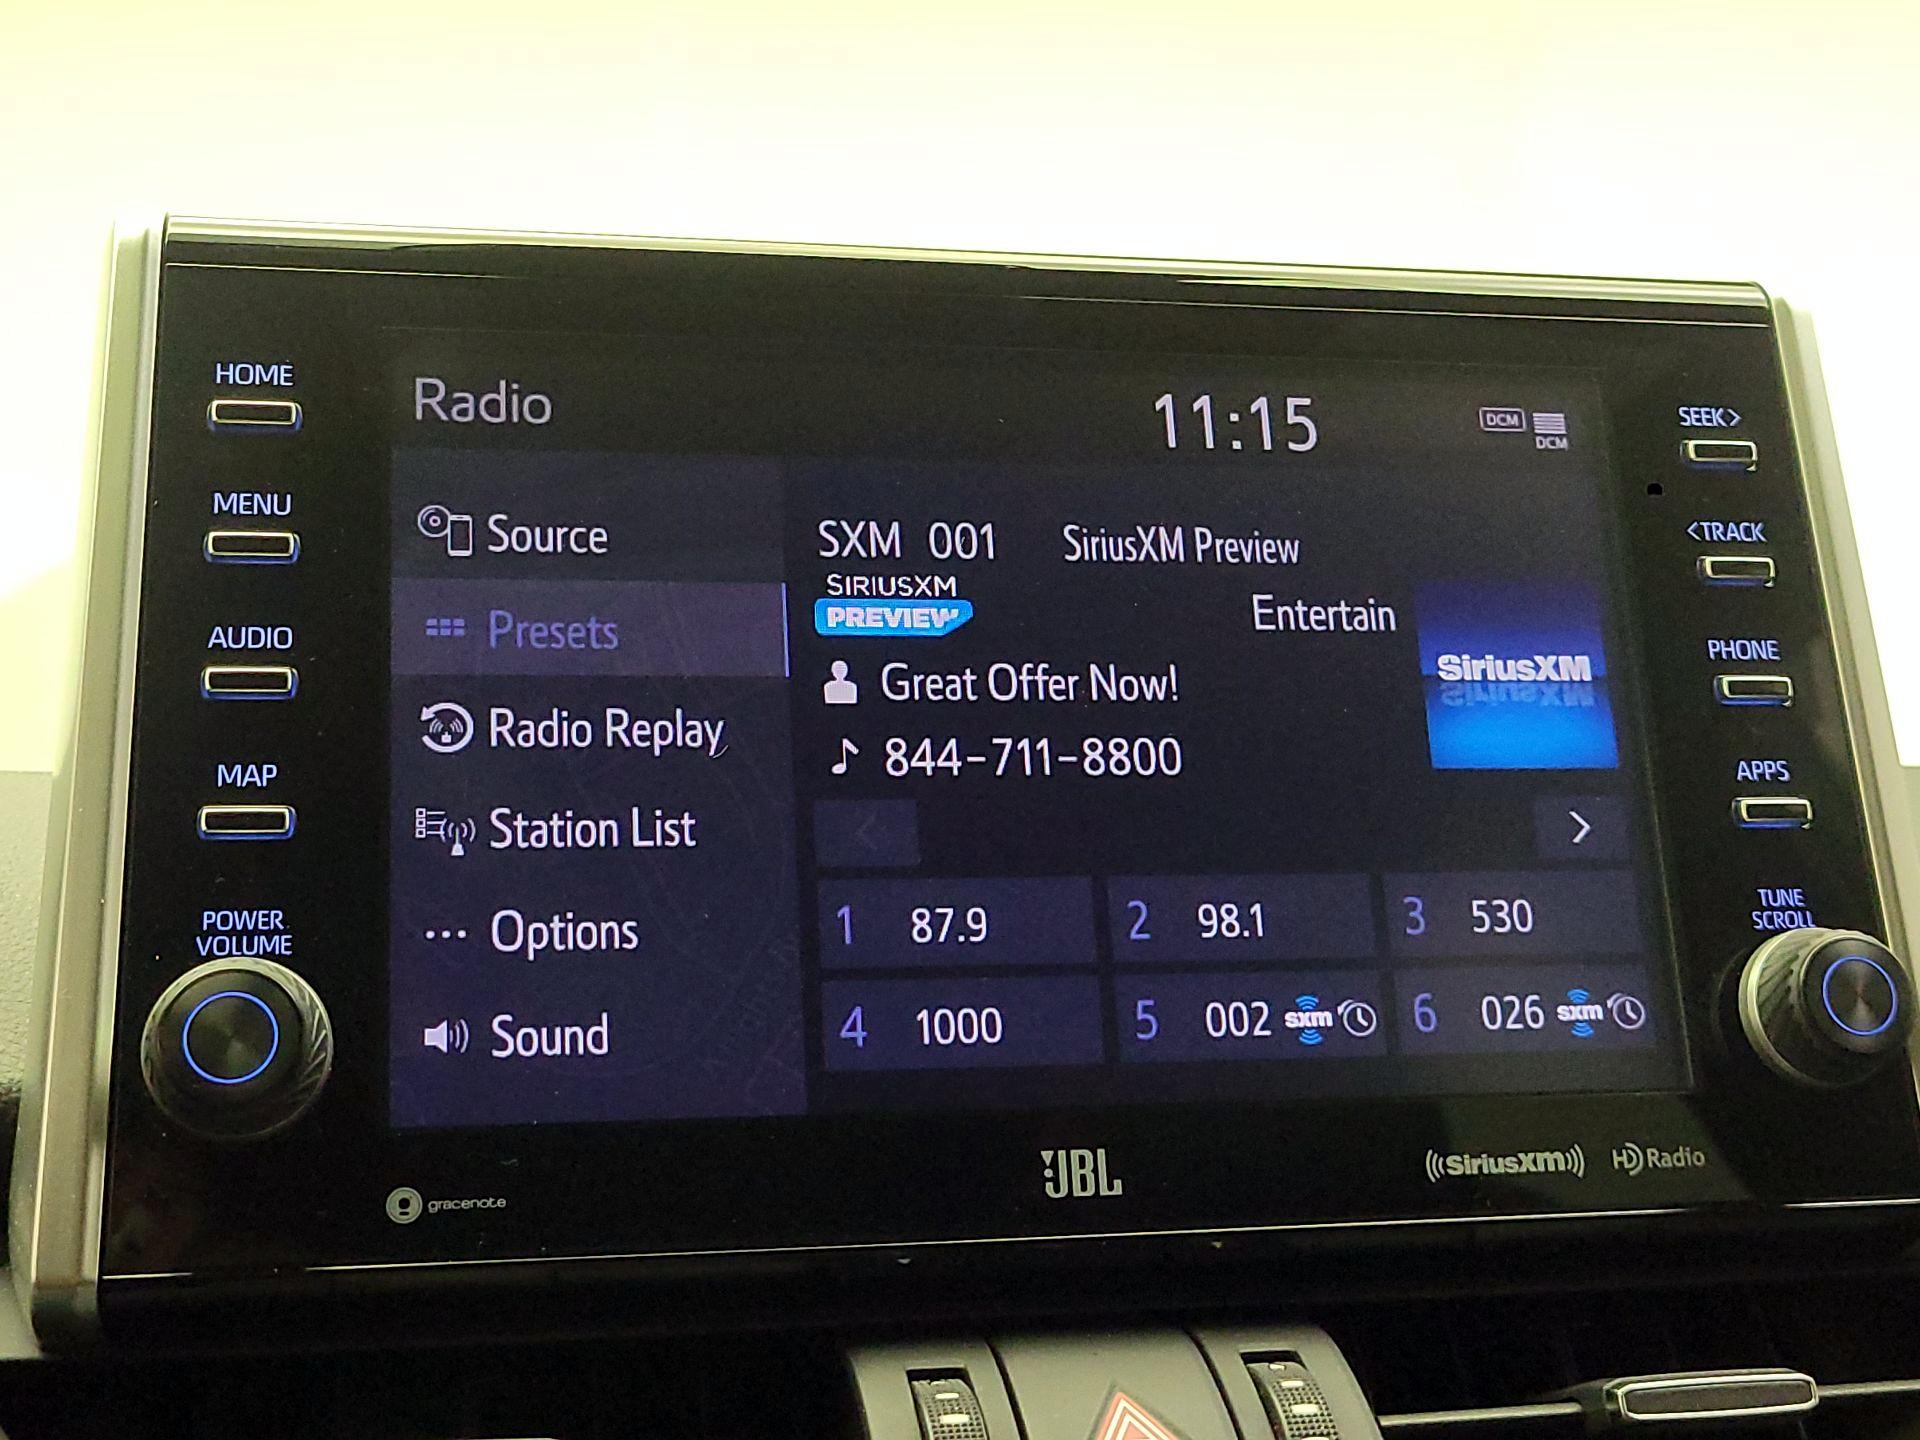 HOME
MENU
AUDIO
MAP
POWER
VOLUME
Radio
11:15
DCM
DCM
Source
Presets
Radio Replay
Station List
Options
Sound
SXM 001 SiriusXM Preview
SIRIUSXM
PREVIEW
Entertain
Great Offer Now!
844-711-8800
SiriusXM
<
>
1 87.9
2 98.1
3 530
4 1000
5 002 sxm
6 026 sxm
SEEK>
<TRACK
PHONE
APPS
TUNE
SCROLL
gracenote
JBL
SiriusXM
HD Radio